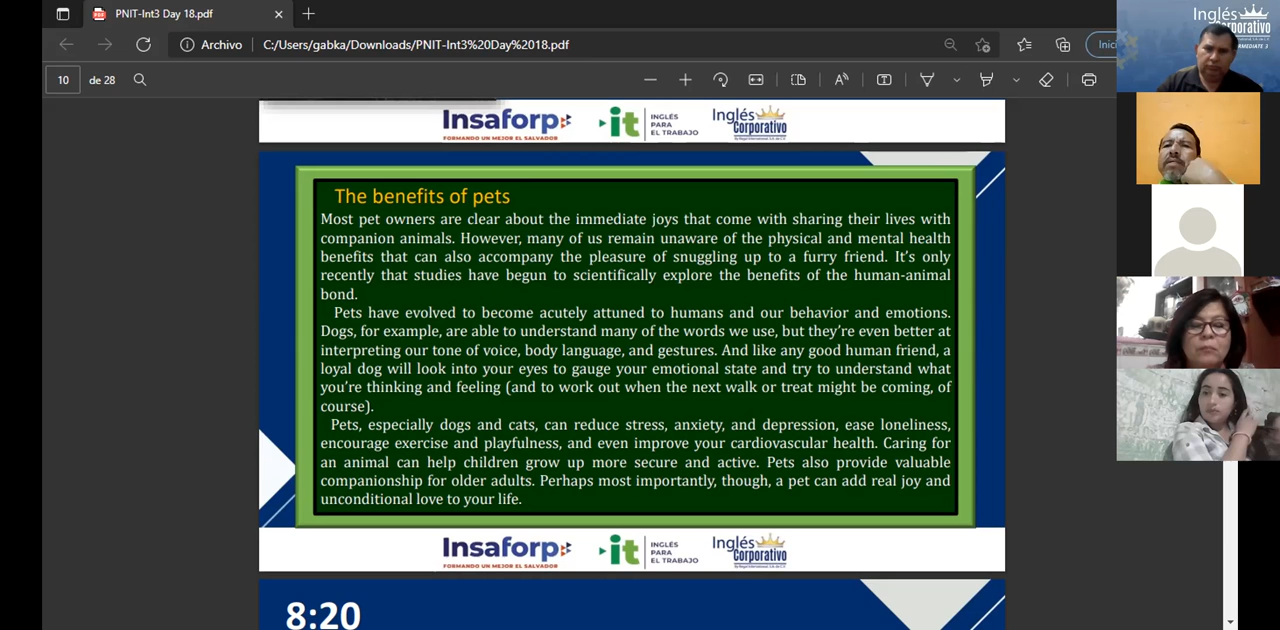 PNIT-Int3 Day 18.pdf
Archivo
C:/Users/gabka/Downloads/PNIT-Int3%20Day%2018.pdf
Inic
10 de 28
Insaforp
FORMANDO UN MEJOR EL SALVADOR
it INGLÉS PARA EL TRABAJO
Inglés Corporativo
The benefits of pets
Most pet owners are clear about the immediate joys that come with sharing their lives with
companion animals. However, many of us remain unaware of the physical and mental health
benefits that can also accompany the pleasure of snuggling up to a furry friend. It's only
recently that studies have begun to scientifically explore the benefits of the human-animal
bond.
Pets have evolved to become acutely attuned to humans and our behavior and emotions.
Dogs, for example, are able to understand many of the words we use, but they're even better at
interpreting our tone of voice, body language, and gestures. And like any good human friend, a
loyal dog will look into your eyes to gauge your emotional state and try to understand what
you're thinking and feeling (and to work out when the next walk or treat might be coming, of
course).
Pets, especially dogs and cats, can reduce stress, anxiety, and depression, ease loneliness,
encourage exercise and playfulness, and even improve your cardiovascular health. Caring for
an animal can help children grow up more secure and active. Pets also provide valuable
companionship for older adults. Perhaps most importantly, though, a pet can add real joy and
unconditional love to your life.
Insaforp
FORMANDO UN MEJOR EL SALVADOR
it INGLÉS PARA EL TRABAJO
Inglés Corporativo
8:20
Inglés
Corporativo